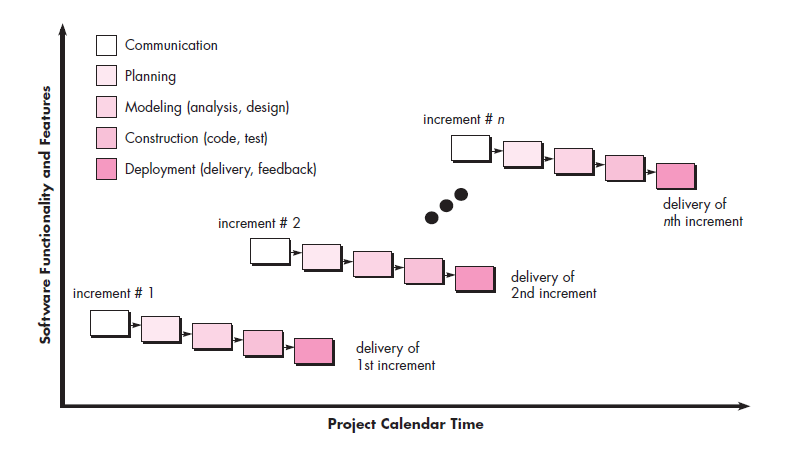 Software Functionality and Features
Communication
Planning
Modeling (analysis, design)
Construction (code, test)
Deployment (delivery, feedback)
increment # n
delivery of
nth increment
increment # 2
delivery of
2nd increment
increment # 1
delivery of
1st increment
Project Calendar Time